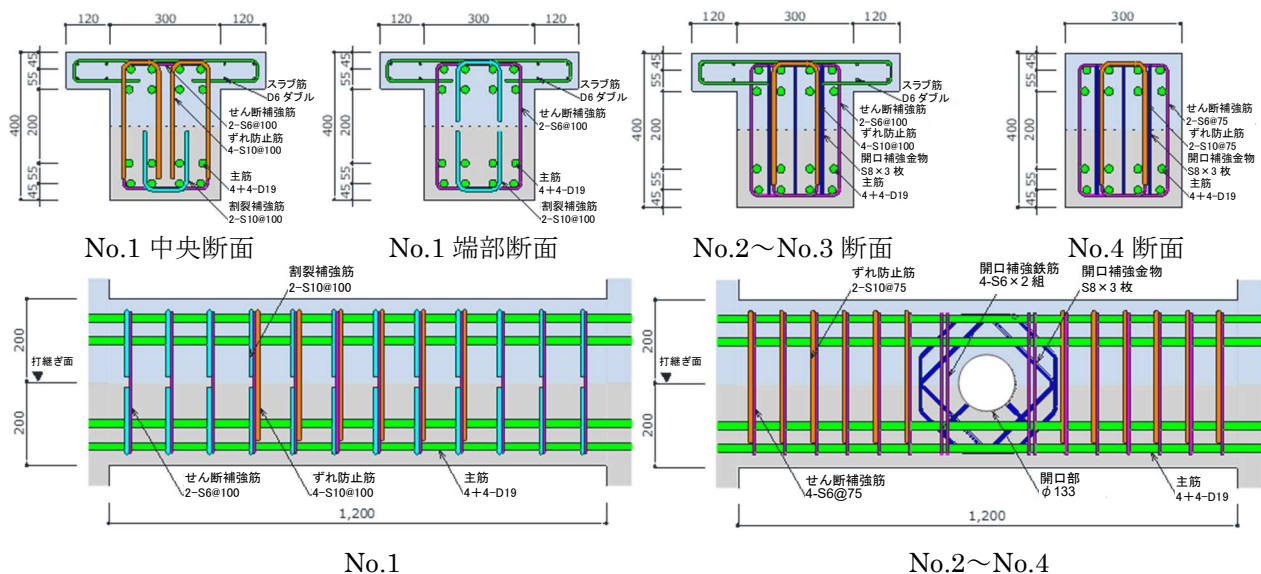 120 300 120
400
45 55 200 45 55
スラブ筋
D6ダブル
せん断補強筋
2-S6@100
ずれ防止筋
4-S10@100
主筋
4+4-D19
割裂補強筋
2-S10@100
No.1 中央断面
120 300 120
スラブ筋
D6ダブル
せん断補強筋
2-S6@100
主筋
4+4-D19
割裂補強筋
2-S10@100
No.1 端部断面
120 300 120
400
45 55 200 45 55
スラブ筋
D6ダブル
せん断補強筋
2-S6@100
ずれ防止筋
4-S10@100
開口補強金物
S8×3枚
主筋
4+4-D19
No.2～No.3 断面
300
400
45 55 200 45 55
せん断補強筋
2-S6@75
ずれ防止筋
2-S10@75
開口補強金物
S8×3枚
主筋
4+4-D19
No.4 断面
割裂補強筋
2-S10@100
200
打継ぎ面
200
せん断補強筋
2-S6@100
ずれ防止筋
4-S10@100
主筋
4+4-D19
1,200
No.1
ずれ防止筋
2-S10@75
開口補強鉄筋
4-S6×2組
開口補強金物
S8×3枚
200
打継ぎ面
200
せん断補強筋
4-S6@75
開口部
φ133
主筋
4+4-D19
1,200
No.2～No.4